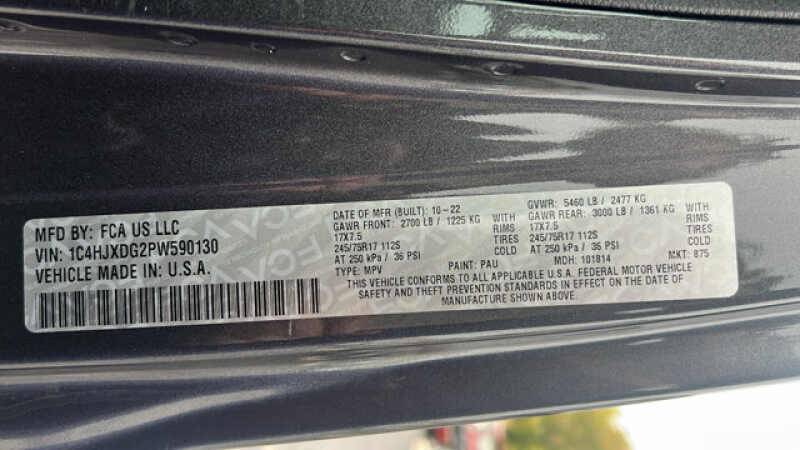 MFD BY: FCA US LLC
VIN: 1C4HJXDG2PW590130
VEHICLE MADE IN: U.S.A.
DATE OF MFR (BUILT): 10-22
GAWR FRONT: 2700 LB / 1225 KG
17X7.5 WITH
245/75R17 112S RIMS
AT 250 kPa / 36 PSI TIRES
TYPE: MPV PAINT: PAU
GVWR: 5460 LB / 2477 KG
GAWR REAR: 3000 LB / 1361 KG
17X7.5 WITH
245/75R17 112S RIMS
AT 250 kPa / 36 PSI TIRES
MDH: 101814 MKT: 875
THIS VEHICLE CONFORMS TO ALL APPLICABLE U.S.A. FEDERAL MOTOR VEHICLE
SAFETY AND THEFT PREVENTION STANDARDS IN EFFECT ON THE DATE OF
MANUFACTURE SHOWN ABOVE.